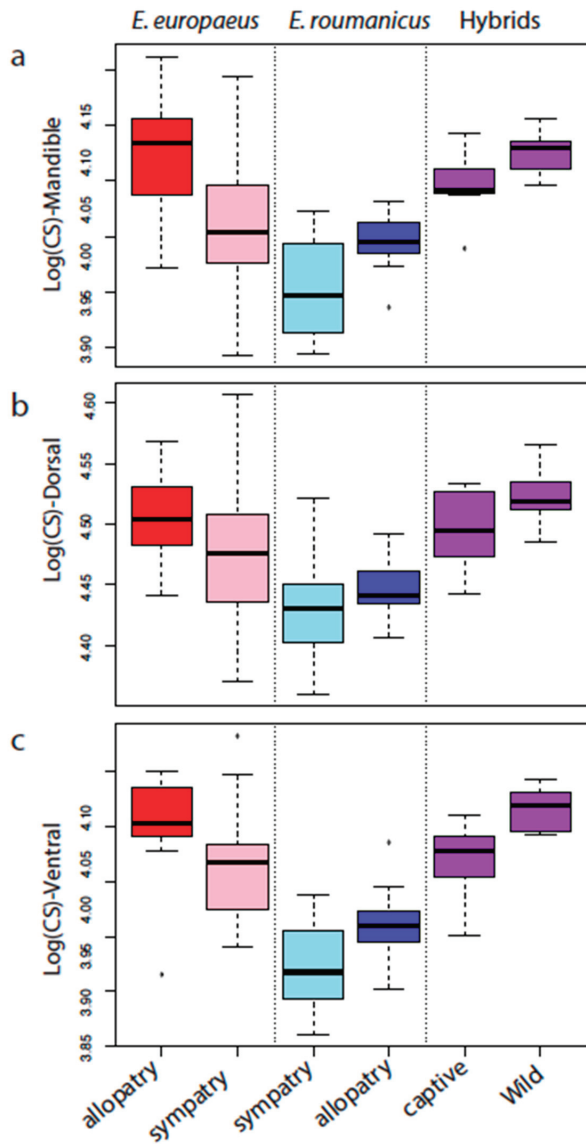 E. europaeus E. roumanicus Hybrids
a
Log(CS)-Mandible
4.15
4.10
4.05
4.00
3.95
3.90
b
Log(CS)-Dorsal
4.60
4.55
4.50
4.45
4.40
c
Log(CS)-Ventral
4.10
4.05
4.00
3.95
3.90
3.85
allopatry sympatry sympatry allopatry captive Wild